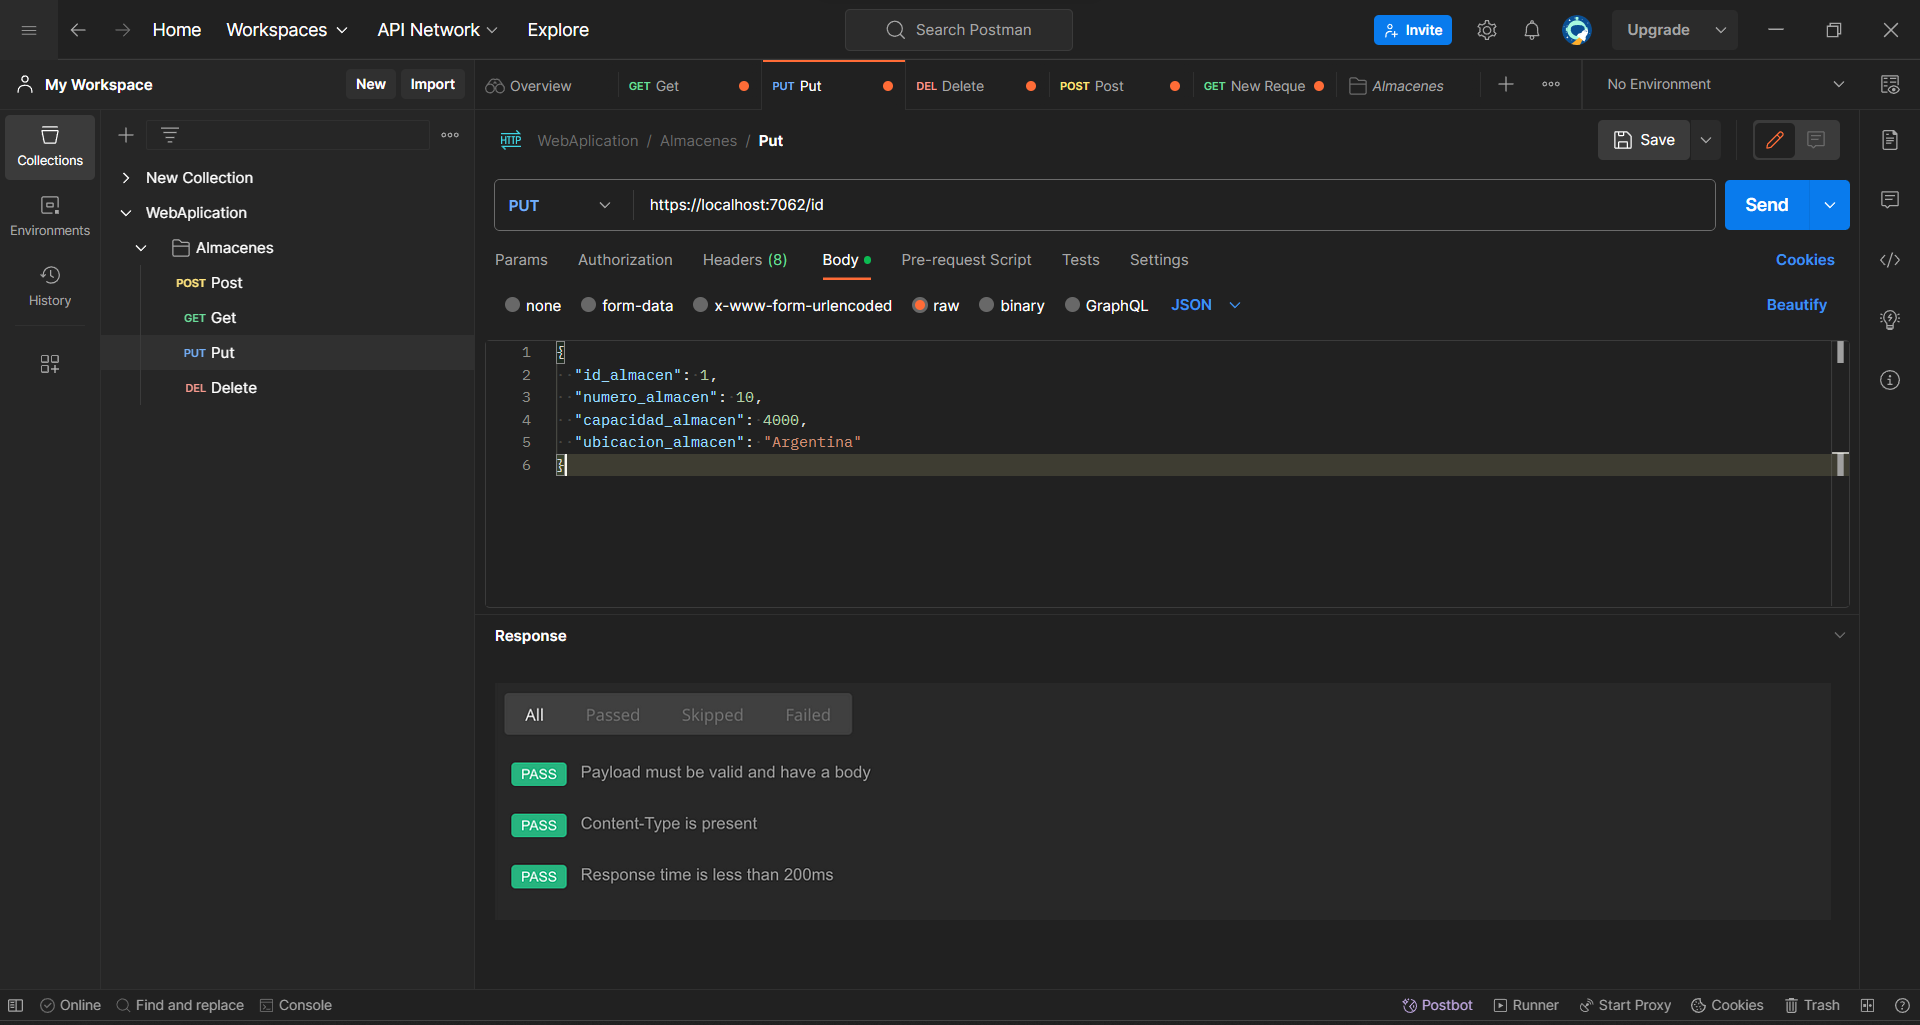 Home Workspaces API Network Explore Search Postman Invite Upgrade
My Workspace New Import
Overview GET Get PUT Put DEL Delete POST Post GET New Reque Almacenes No Environment
Collections
Environments
History
New Collection
WebAplication
Almacenes
POST Post
GET Get
PUT Put
DEL Delete
HTTP WebAplication / Almacenes / Put Save
PUT https://localhost:7062/id Send
Params Authorization Headers (8) Body Pre-request Script Tests Settings Cookies
none form-data x-www-form-urlencoded raw binary GraphQL JSON Beautify
1 {
2 "id_almacen": 1,
3 "numero_almacen": 10,
4 "capacidad_almacen": 4000,
5 "ubicacion_almacen": "Argentina"
6 }
Response
All Passed Skipped Failed
PASS Payload must be valid and have a body
PASS Content-Type is present
PASS Response time is less than 200ms
Online Find and replace Console Postbot Runner Start Proxy Cookies Trash